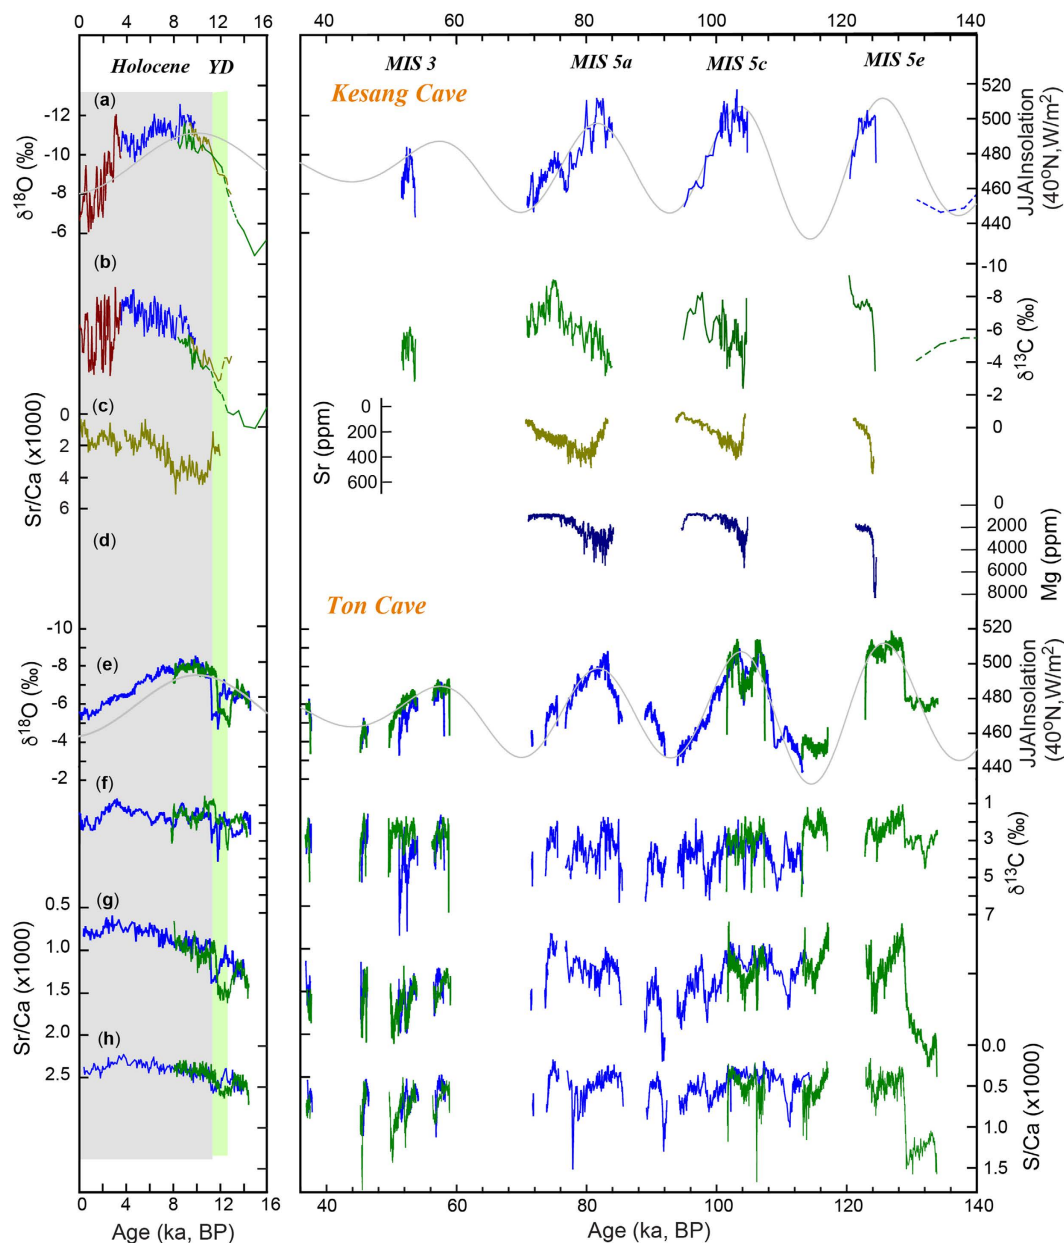 0 4 8 12 16 40 60 80 100 120 140
Holocene YD MIS 3 MIS 5a MIS 5c MIS 5e
Kesang Cave
(a)
δ18O (‰)
-12
-10
-8
-6
JJAInsolation
(40°N,W/m2)
520
500
480
460
440
(b)
δ13C (‰)
-10
-8
-6
-4
-2
0
(c)
Sr/Ca (x1000)
0
2
4
6
Sr (ppm)
0
200
400
600
(d)
Mg (ppm)
0
2000
4000
6000
8000
Ton Cave
(e)
δ18O (‰)
-10
-8
-6
-4
-2
JJAInsolation
(40°N,W/m2)
520
500
480
460
440
(f)
δ13C (‰)
1
3
5
7
(g)
Sr/Ca (x1000)
0.5
1.0
1.5
2.0
2.5
(h)
S/Ca (x1000)
0.0
0.5
1.0
1.5
0 4 8 12 16 40 60 80 100 120 140
Age (ka, BP) Age (ka, BP)